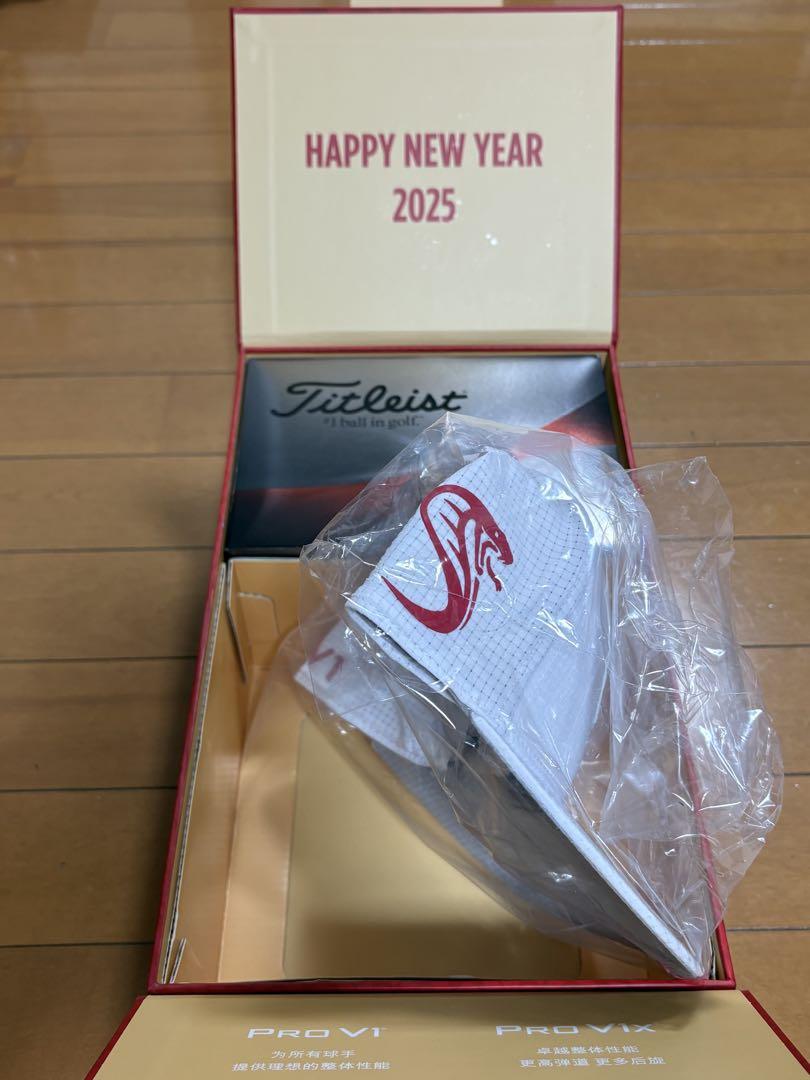 HAPPY NEW YEAR
2025
Titleist
#1 ball in golf.™
V1
PRO V1™
为所有球手
提供理想的整体性能
PRO V1X
卓越整体性能
更高弹道 更多后旋